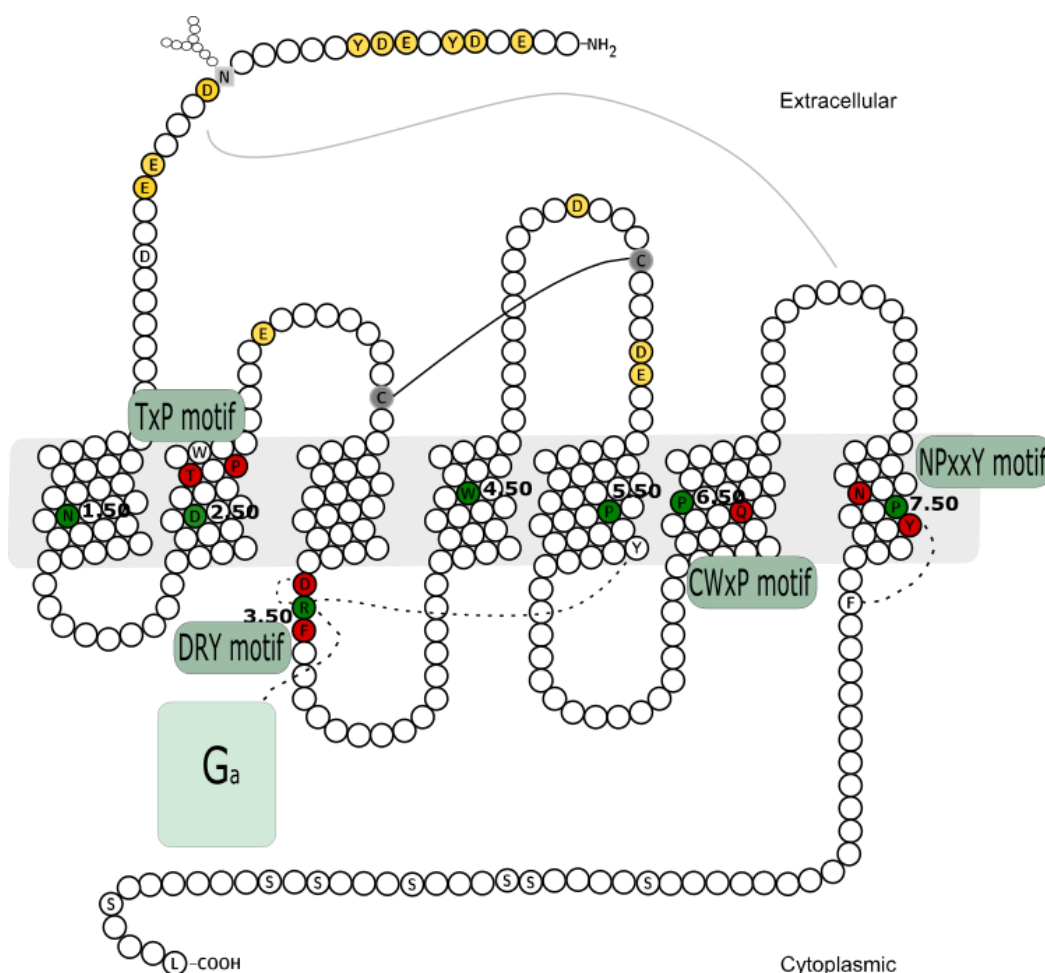 Y D E Y D E -NH2
N
D
Extracellular
E
E
D
D
C
E
D
E
C
TxP motif
W
T P
NPxxY motif
N 1.50
D 2.50
W 4.50
P 5.50
P 6.50
Q
N
P 7.50
Y
Y
CWxP motif
D
R
3.50
F
F
DRY motif
Ga
S S S S S S
S
L -COOH
Cytoplasmic